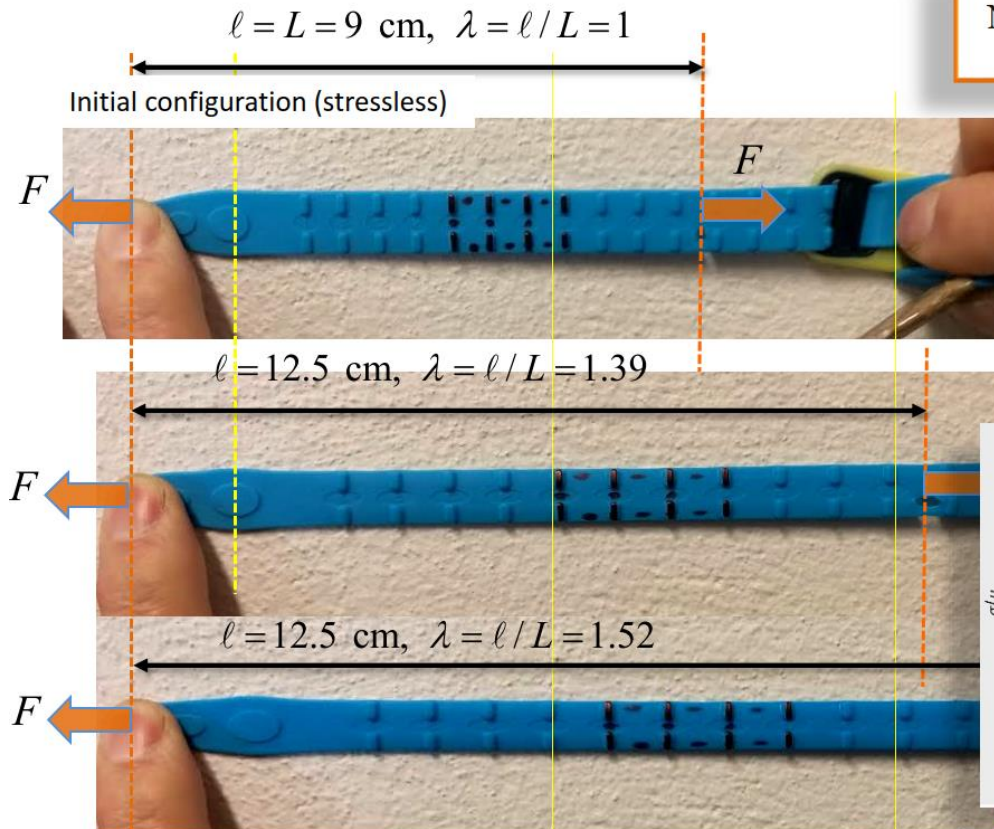 ℓ = L = 9 cm, λ = ℓ / L = 1
N
Initial configuration (stressless)
F
F
ℓ = 12.5 cm, λ = ℓ / L = 1.39
F
ℓ = 12.5 cm, λ = ℓ / L = 1.52
F